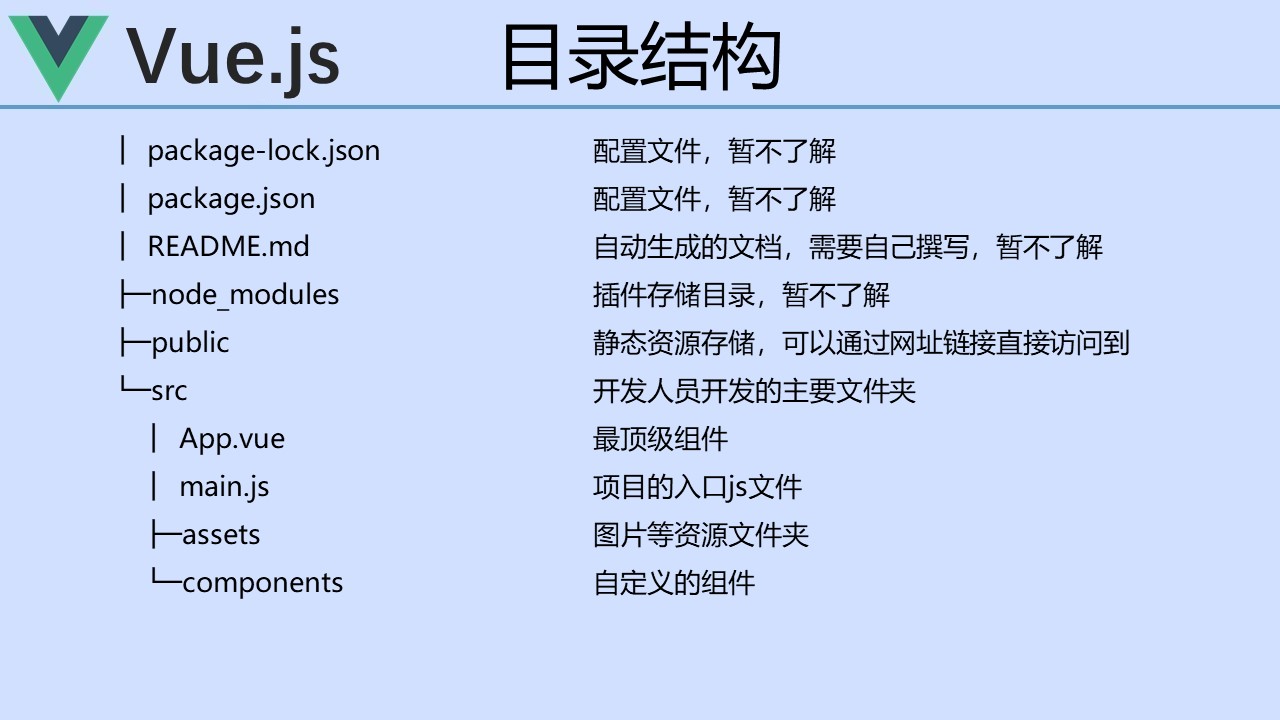 Vue.js 目录结构
│ package-lock.json 配置文件，暂不了解
│ package.json 配置文件，暂不了解
│ README.md 自动生成的文档，需要自己撰写，暂不了解
├─node_modules 插件存储目录，暂不了解
├─public 静态资源存储，可以通过网址链接直接访问到
└─src 开发人员开发的主要文件夹
│ App.vue 最顶级组件
│ main.js 项目的入口js文件
├─assets 图片等资源文件夹
└─components 自定义的组件